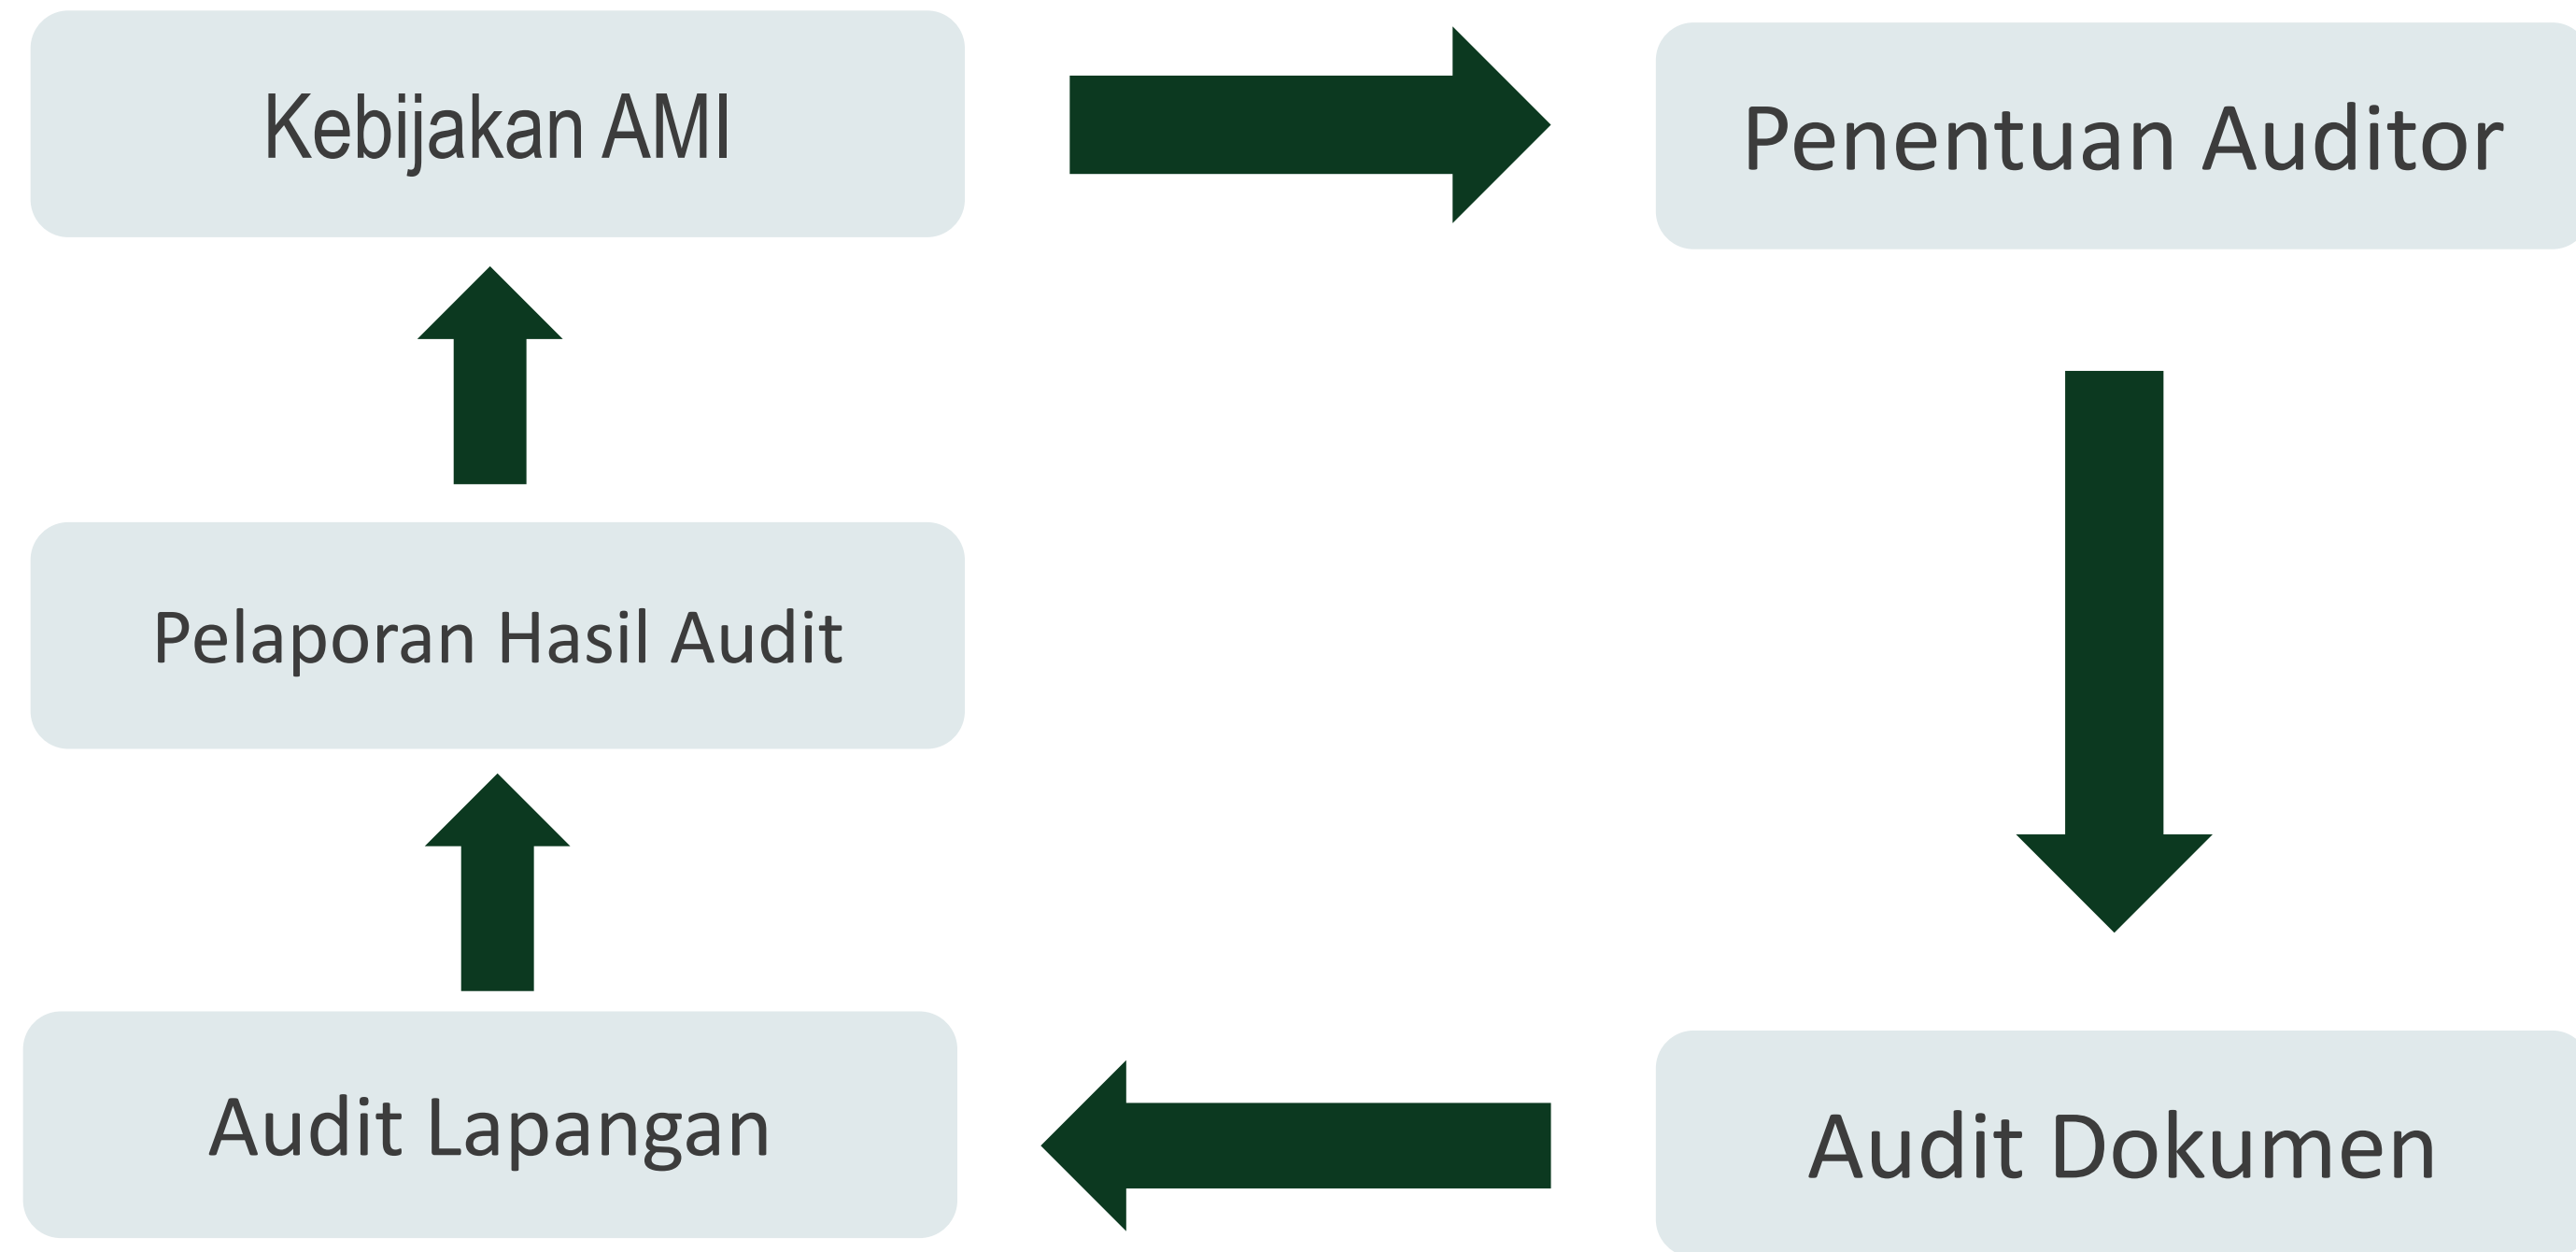 Kebijakan AMI
Penentuan Auditor
Pelaporan Hasil Audit
Audit Lapangan
Audit Dokumen